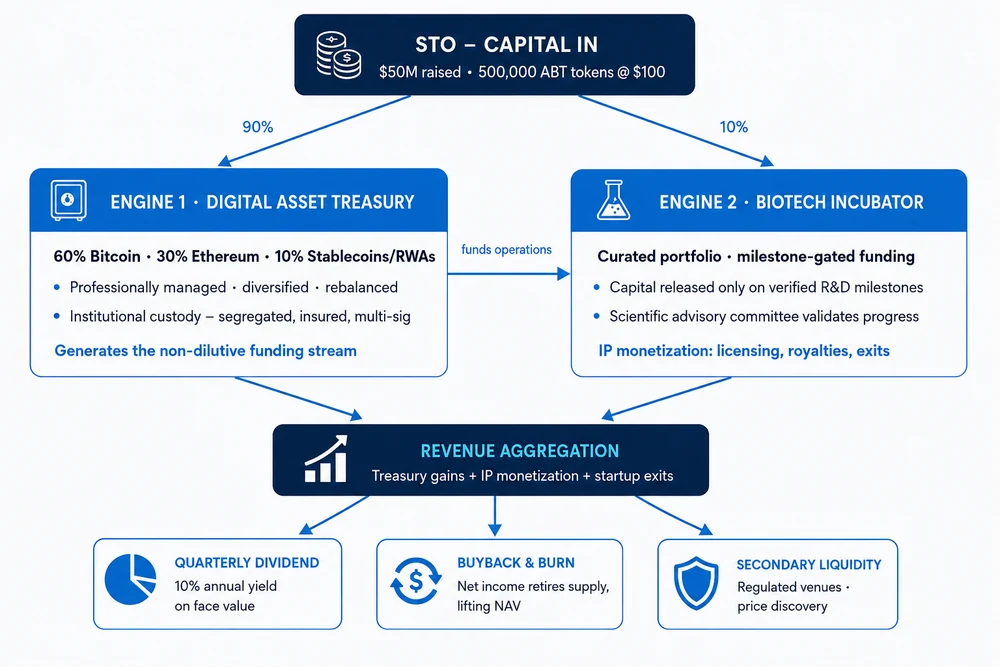 STO – CAPITAL IN
$50M raised • 500,000 ABT tokens @ $100
90%
10%
ENGINE 1 · DIGITAL ASSET TREASURY
60% Bitcoin · 30% Ethereum · 10% Stablecoins/RWAs
• Professionally managed · diversified · rebalanced
• Institutional custody – segregated, insured, multi-sig
Generates the non-dilutive funding stream
funds operations
ENGINE 2 · BIOTECH INCUBATOR
Curated portfolio · milestone-gated funding
• Capital released only on verified R&D milestones
• Scientific advisory committee validates progress
IP monetization: licensing, royalties, exits
REVENUE AGGREGATION
Treasury gains + IP monetization + startup exits
QUARTERLY DIVIDEND
10% annual yield
on face value
BUYBACK & BURN
Net income retires supply,
lifting NAV
SECONDARY LIQUIDITY
Regulated venues ·
price discovery